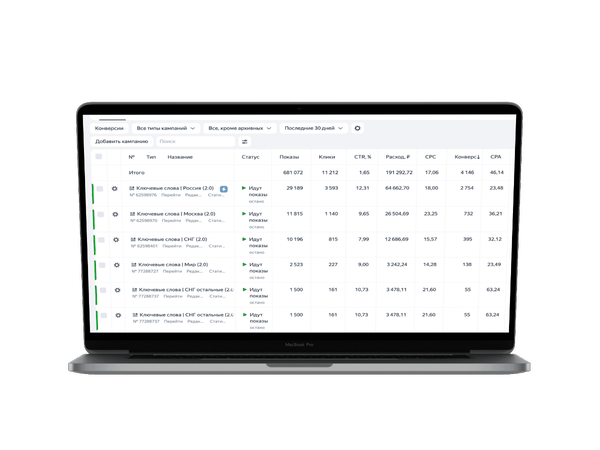 Конверсии Все типы кампаний Все, кроме архивных Последние 30 дней
Добавить кампанию Поиск
№ Тип Название Статус Показы Клики CTR, % Расход, ₽ CPC Конверс↓ CPA
Итого 681 072 11 212 1,65 191 292,72 17,06 4 146 46,14
Ключевые слова | Россия (2.0) Идут показы 29 189 3 593 12,31 64 662,70 18,00 2 754 23,48
Перейти Редак... Стати... остано
Ключевые слова | Москва (2.0) Идут показы 11 815 1 140 9,65 26 504,69 23,25 732 36,21
Перейти Редак... Стати... остано
Ключевые слова | СНГ (2.0) Идут показы 10 196 815 7,99 12 686,69 15,57 395 32,12
Перейти Редак... Стати... остано
Ключевые слова | Мир (2.0) Идут показы 2 523 227 9,00 3 242,24 14,28 138 23,49
№ 77288727 Перейти Редак... Стати... остано
Ключевые слова | СНГ остальные (2.0 Идут показы 1 500 161 10,73 3 478,11 21,60 55 63,24
№ 77288737 Перейти Редак... Стати... остано
Ключевые слова | СНГ остальные (2.0 Идут показы 1 500 161 10,73 3 478,11 21,60 55 63,24
№ 77288737 Перейти Редак... Стати... остано
MacBook Pro